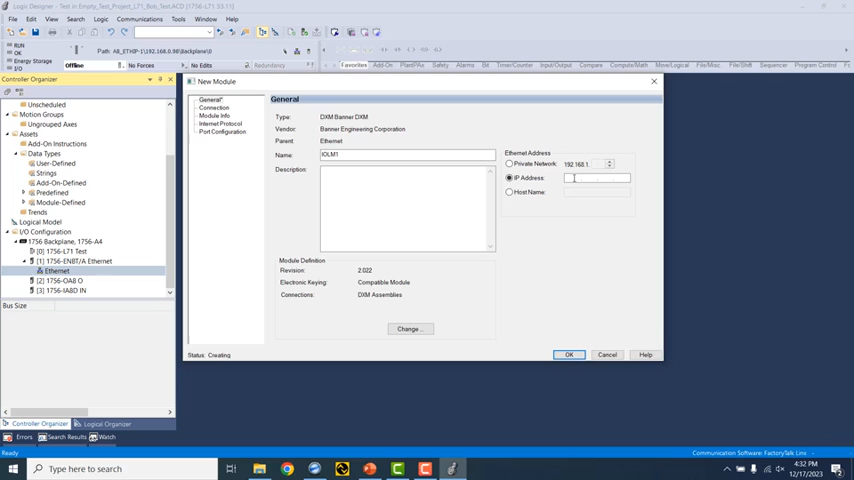 Logix Designer - Test in Empty_Test_Project_L71_Bob_Test.ACD [1756-L71 33.11]
File Edit View Search Logic Communications Tools Window Help
RUN
OK
Energy Storage
I/O
Path: AB_ETHIP-1\192.168.0.98\Backplane\0
Offline No Forces No Edits Redundancy
Favorites Add-On PlantPAx Safety Alarms Bit Timer/Counter Input/Output Compare Compute/Math Move/Logical File/Misc. File/Shift Sequencer Program Control
Controller Organizer
Unscheduled
Motion Groups
Ungrouped Axes
Assets
Add-On Instructions
Data Types
User-Defined
Strings
Add-On-Defined
Predefined
Module-Defined
Trends
Logical Model
I/O Configuration
1756 Backplane, 1756-A4
[0] 1756-L71 Test
[1] 1756-ENBT/A Ethernet
Ethernet
[2] 1756-OA8 O
[3] 1756-IA8D IN
Bus Size
Controller Organizer Logical Organizer
Errors Search Results Watch
Ready
Communication Software: FactoryTalk Linx
New Module
General*
Connection
Module Info
Internet Protocol
Port Configuration
General
Type: DXM Banner DXM
Vendor: Banner Engineering Corporation
Parent: Ethernet
Name: IOLM1
Description:
Ethernet Address
Private Network: 192.168.1.
IP Address:
Host Name:
Module Definition
Revision: 2.022
Electronic Keying: Compatible Module
Connections: DXM Assemblies
Change ...
Status: Creating
OK Cancel Help
Type here to search
4:32 PM
12/17/2023